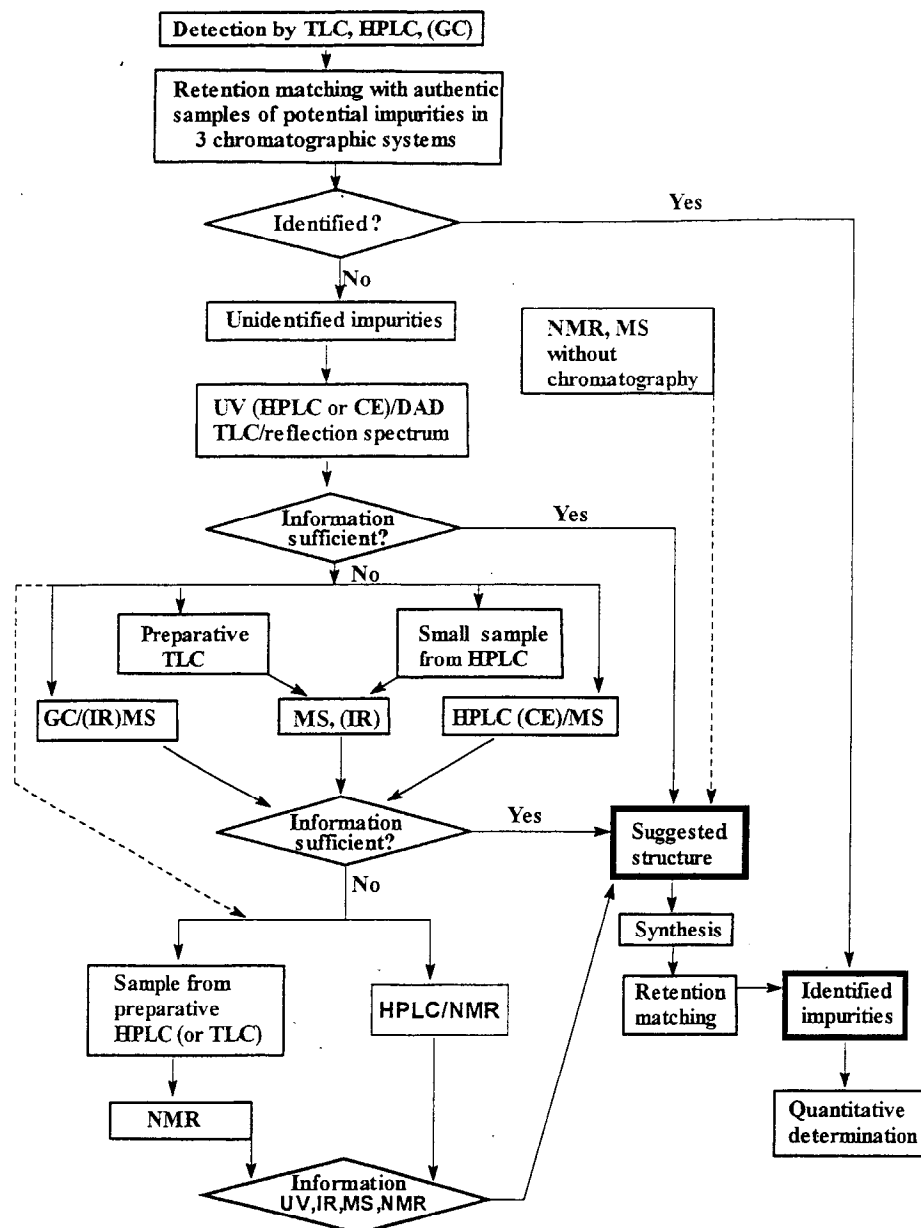 Detection by TLC, HPLC, (GC)
Retention matching with authentic
samples of potential impurities in
3 chromatographic systems
Yes
Identified?
No
Unidentified impurities
NMR, MS
without
chromatography
UV (HPLC or CE)/DAD
TLC/reflection spectrum
Information
sufficient?
Yes
No
Preparative
TLC
Small sample
from HPLC
GC/(IR)MS
MS, (IR)
HPLC (CE)/MS
Information
sufficient?
Yes
No
Suggested
structure
Synthesis
Retention
matching
Identified
impurities
Quantitative
determination
Sample from
preparative
HPLC (or TLC)
HPLC/NMR
NMR
Information
UV,IR,MS,NMR